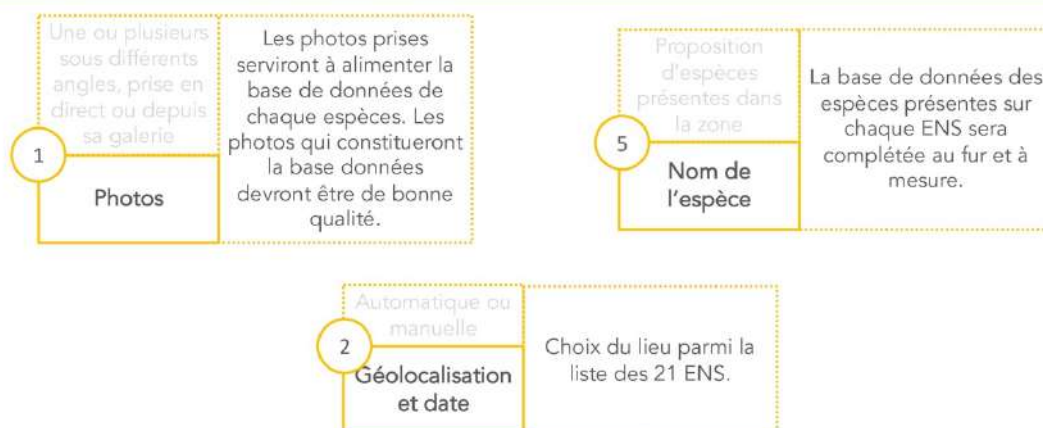 Une ou plusieurs
sous différents
angles, prise en
direct ou depuis
sa galerie
1
Photos
Les photos prises
serviront à alimenter la
base de données de
chaque espèces. Les
photos qui constitueront
la base données
devront être de bonne
qualité.
Proposition
d'espèces
présentes dans
la zone
5
Nom de
l'espèce
La base de données des
espèces présentes sur
chaque ENS sera
complétée au fur et à
mesure.
Automatique ou
manuelle
2
Géolocalisation
et date
Choix du lieu parmi la
liste des 21 ENS.